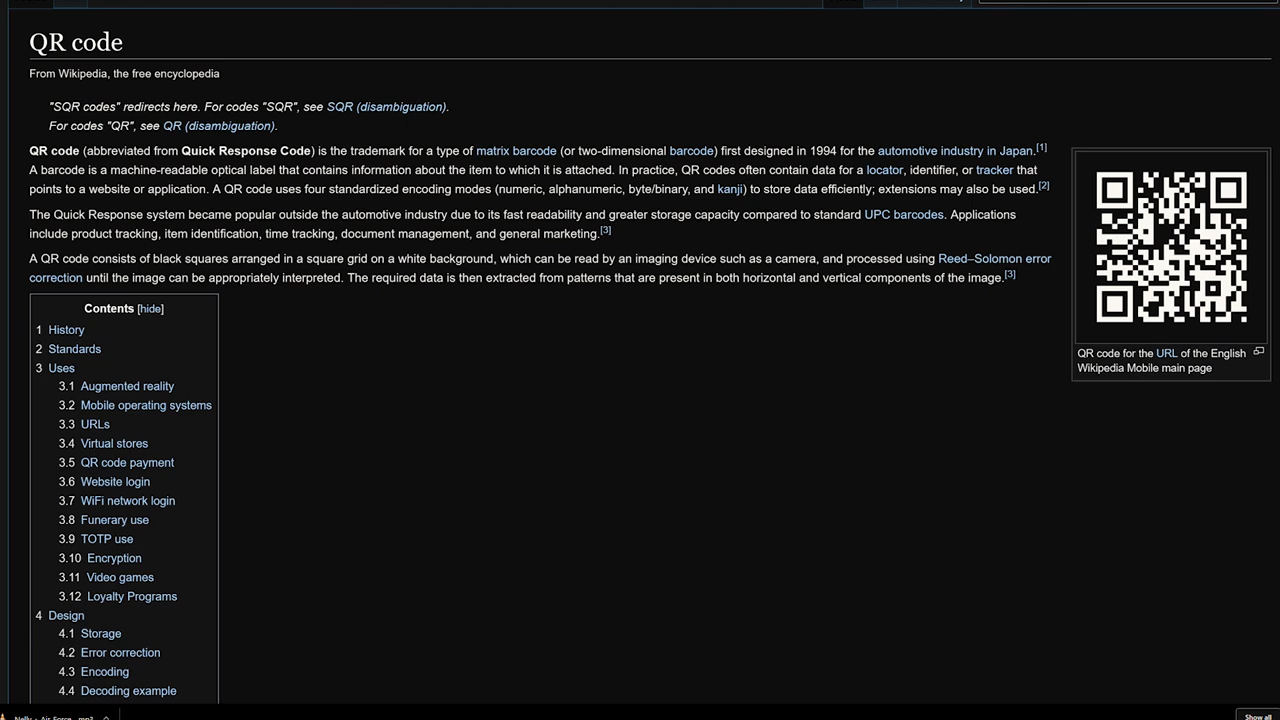 QR code
From Wikipedia, the free encyclopedia
"SQR codes" redirects here. For codes "SQR", see SQR (disambiguation).
For codes "QR", see QR (disambiguation).
QR code (abbreviated from Quick Response Code) is the trademark for a type of matrix barcode (or two-dimensional barcode) first designed in 1994 for the automotive industry in Japan.[1]
A barcode is a machine-readable optical label that contains information about the item to which it is attached. In practice, QR codes often contain data for a locator, identifier, or tracker that
points to a website or application. A QR code uses four standardized encoding modes (numeric, alphanumeric, byte/binary, and kanji) to store data efficiently; extensions may also be used.[2]
The Quick Response system became popular outside the automotive industry due to its fast readability and greater storage capacity compared to standard UPC barcodes. Applications
include product tracking, item identification, time tracking, document management, and general marketing.[3]
A QR code consists of black squares arranged in a square grid on a white background, which can be read by an imaging device such as a camera, and processed using Reed–Solomon error
correction until the image can be appropriately interpreted. The required data is then extracted from patterns that are present in both horizontal and vertical components of the image.[3]
QR code for the URL of the English
Wikipedia Mobile main page
Contents [hide]
1 History
2 Standards
3 Uses
3.1 Augmented reality
3.2 Mobile operating systems
3.3 URLs
3.4 Virtual stores
3.5 QR code payment
3.6 Website login
3.7 WiFi network login
3.8 Funerary use
3.9 TOTP use
3.10 Encryption
3.11 Video games
3.12 Loyalty Programs
4 Design
4.1 Storage
4.2 Error correction
4.3 Encoding
4.4 Decoding example
Nelly - Air Force....mp3
Show all